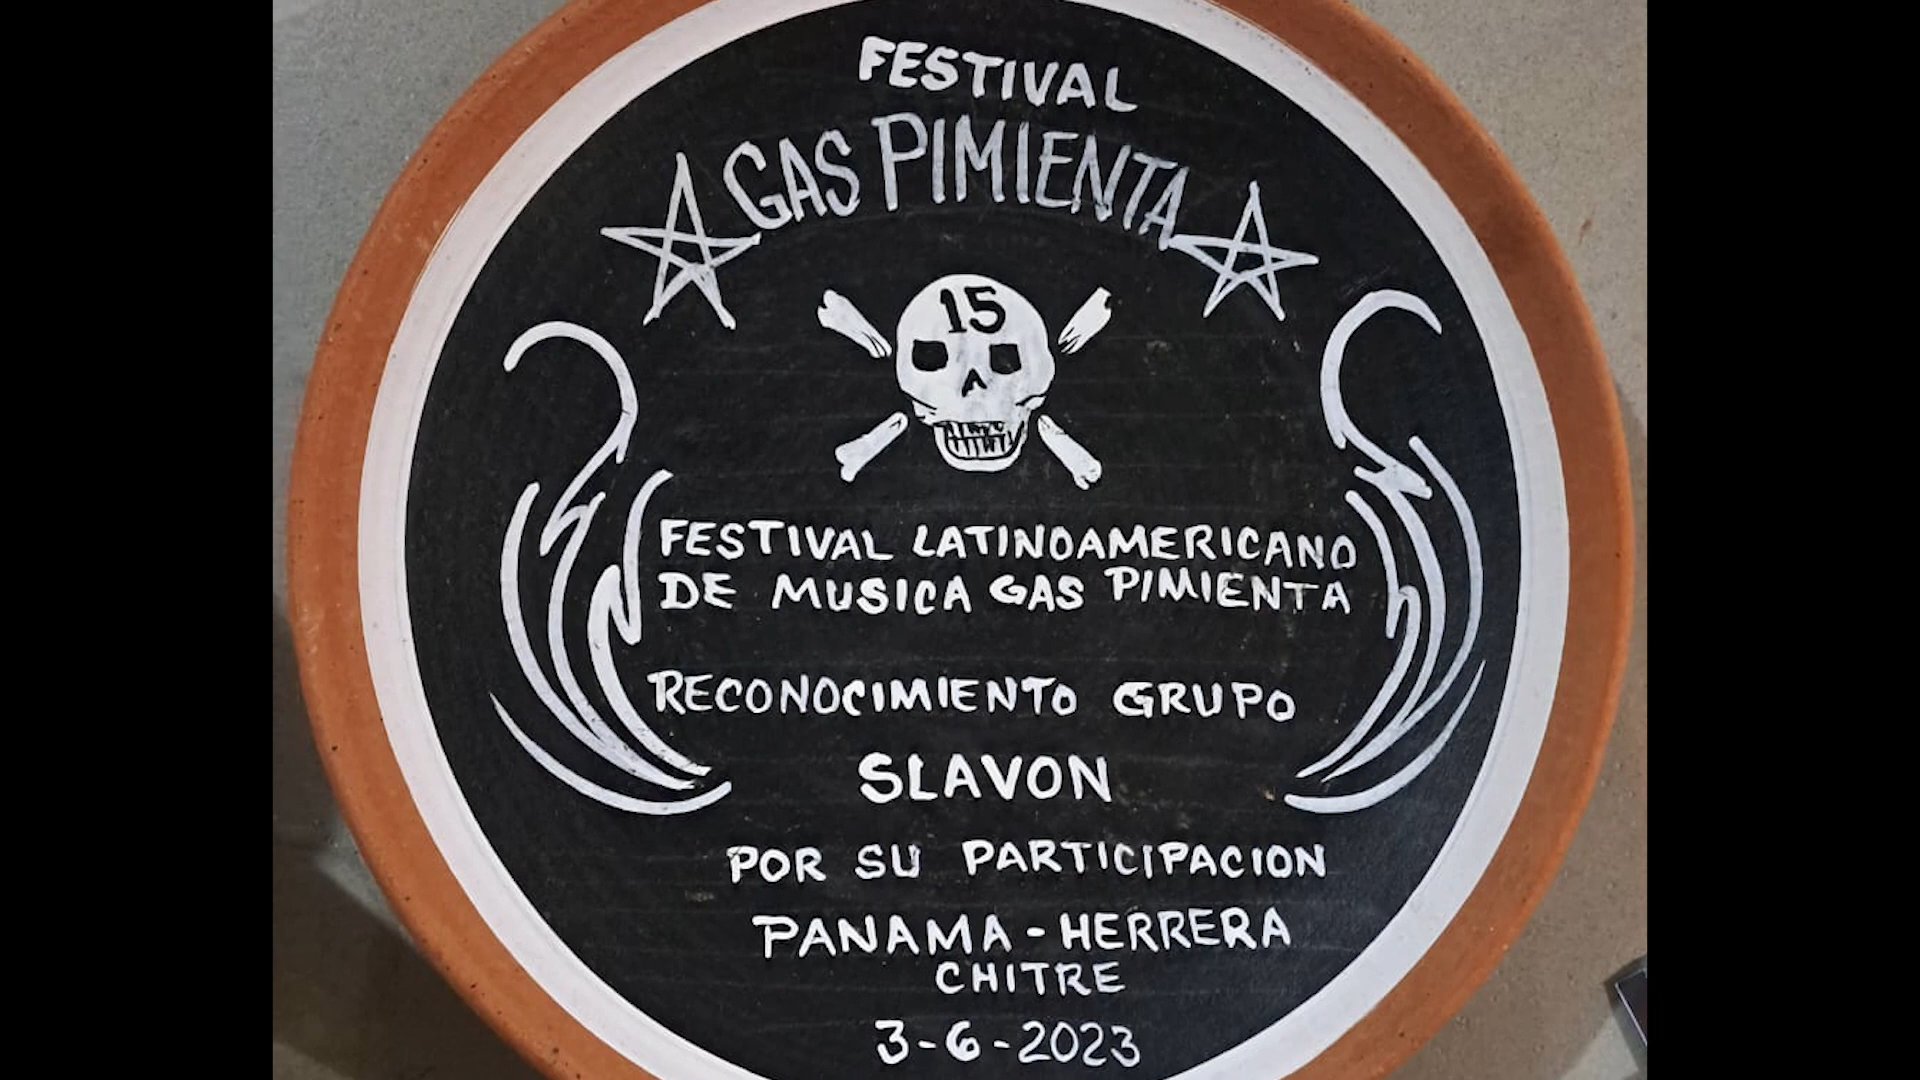 FESTIVAL
GAS PIMIENTA
15
FESTIVAL LATINOAMERICANO
DE MUSICA GAS PIMIENTA
RECONOCIMIENTO GRUPO
SLAVON
POR SU PARTICIPACION
PANAMA - HERRERA
CHITRE
3-6-2023